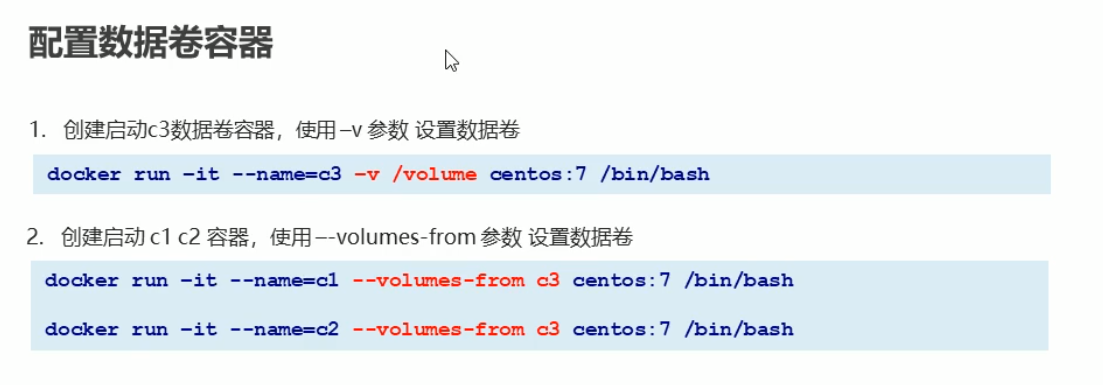 配置数据卷容器
1. 创建启动c3数据卷容器，使用 –v 参数 设置数据卷
docker run –it --name=c3 –v /volume centos:7 /bin/bash
2. 创建启动 c1 c2 容器，使用 –-volumes-from 参数 设置数据卷
docker run –it --name=c1 --volumes-from c3 centos:7 /bin/bash
docker run –it --name=c2 --volumes-from c3 centos:7 /bin/bash